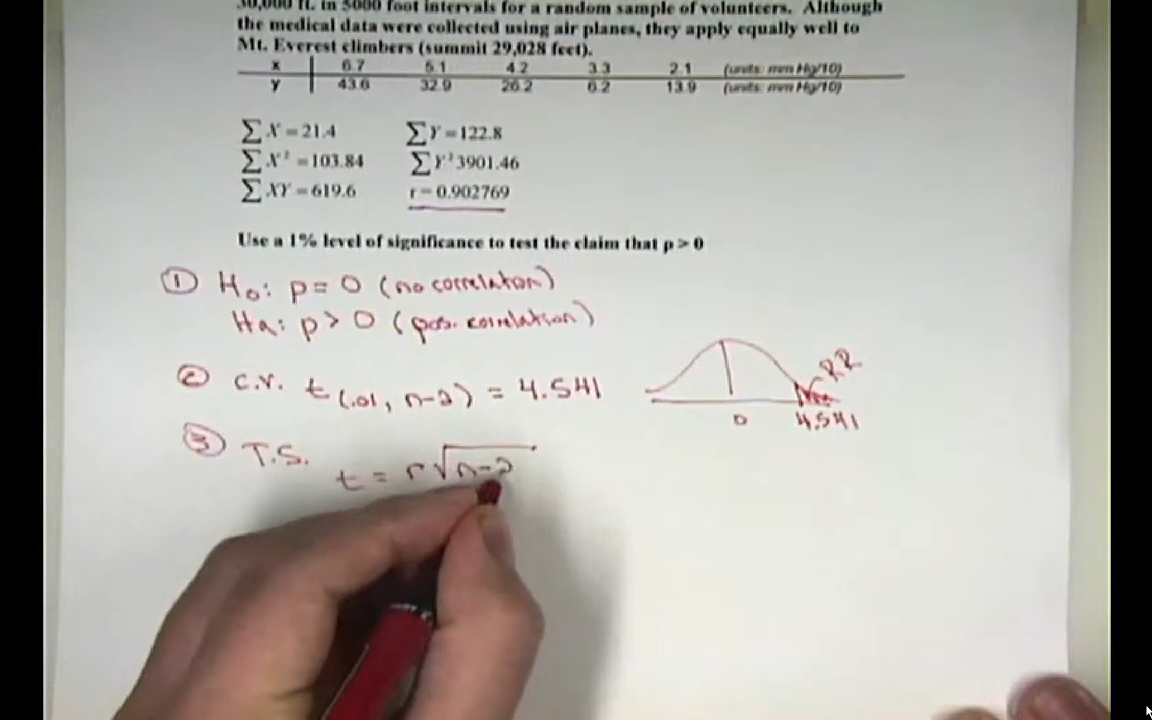 30,000 ft. in 5000 foot intervals for a random sample of volunteers. Although
the medical data were collected using air planes, they apply equally well to
Mt. Everest climbers (summit 29,028 feet).
x 6.7 5.1 4.2 3.3 2.1 (units: mm Hg/10)
y 43.6 32.9 26.2 6.2 13.9 (units: mm Hg/10)
∑X = 21.4 ∑Y = 122.8
∑X² = 103.84 ∑Y² 3901.46
∑XY = 619.6 r = 0.902769
Use a 1% level of significance to test the claim that ρ > 0
① H₀: ρ = 0 (no correlation)
Ha: ρ > 0 (pos. correlation)
② C.V. t(.01, n-2) = 4.541
RR
0 4.541
③ T.S. t = r√n-2